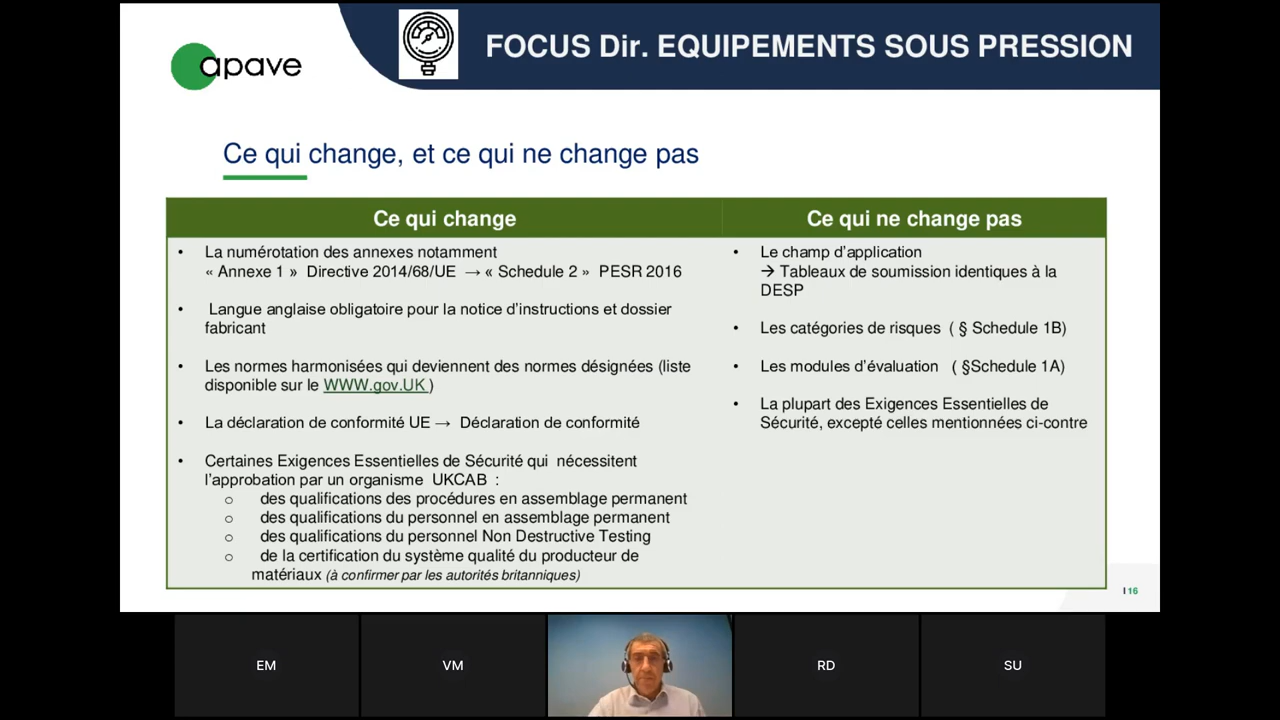 apave
FOCUS Dir. EQUIPEMENTS SOUS PRESSION
Ce qui change, et ce qui ne change pas
Ce qui change
• La numérotation des annexes notamment
« Annexe 1 » Directive 2014/68/UE → « Schedule 2 » PESR 2016
• Langue anglaise obligatoire pour la notice d’instructions et dossier
fabricant
• Les normes harmonisées qui deviennent des normes désignées (liste
disponible sur le WWW.gov.UK )
• La déclaration de conformité UE → Déclaration de conformité
• Certaines Exigences Essentielles de Sécurité qui nécessitent
l’approbation par un organisme UKCAB :
o des qualifications des procédures en assemblage permanent
o des qualifications du personnel en assemblage permanent
o des qualifications du personnel Non Destructive Testing
o de la certification du système qualité du producteur de
matériaux (à confirmer par les autorités britanniques)
Ce qui ne change pas
• Le champ d’application
→ Tableaux de soumission identiques à la
DESP
• Les catégories de risques ( § Schedule 1B)
• Les modules d’évaluation ( §Schedule 1A)
• La plupart des Exigences Essentielles de
Sécurité, excepté celles mentionnées ci-contre
I 16
EM
VM
RD
SU